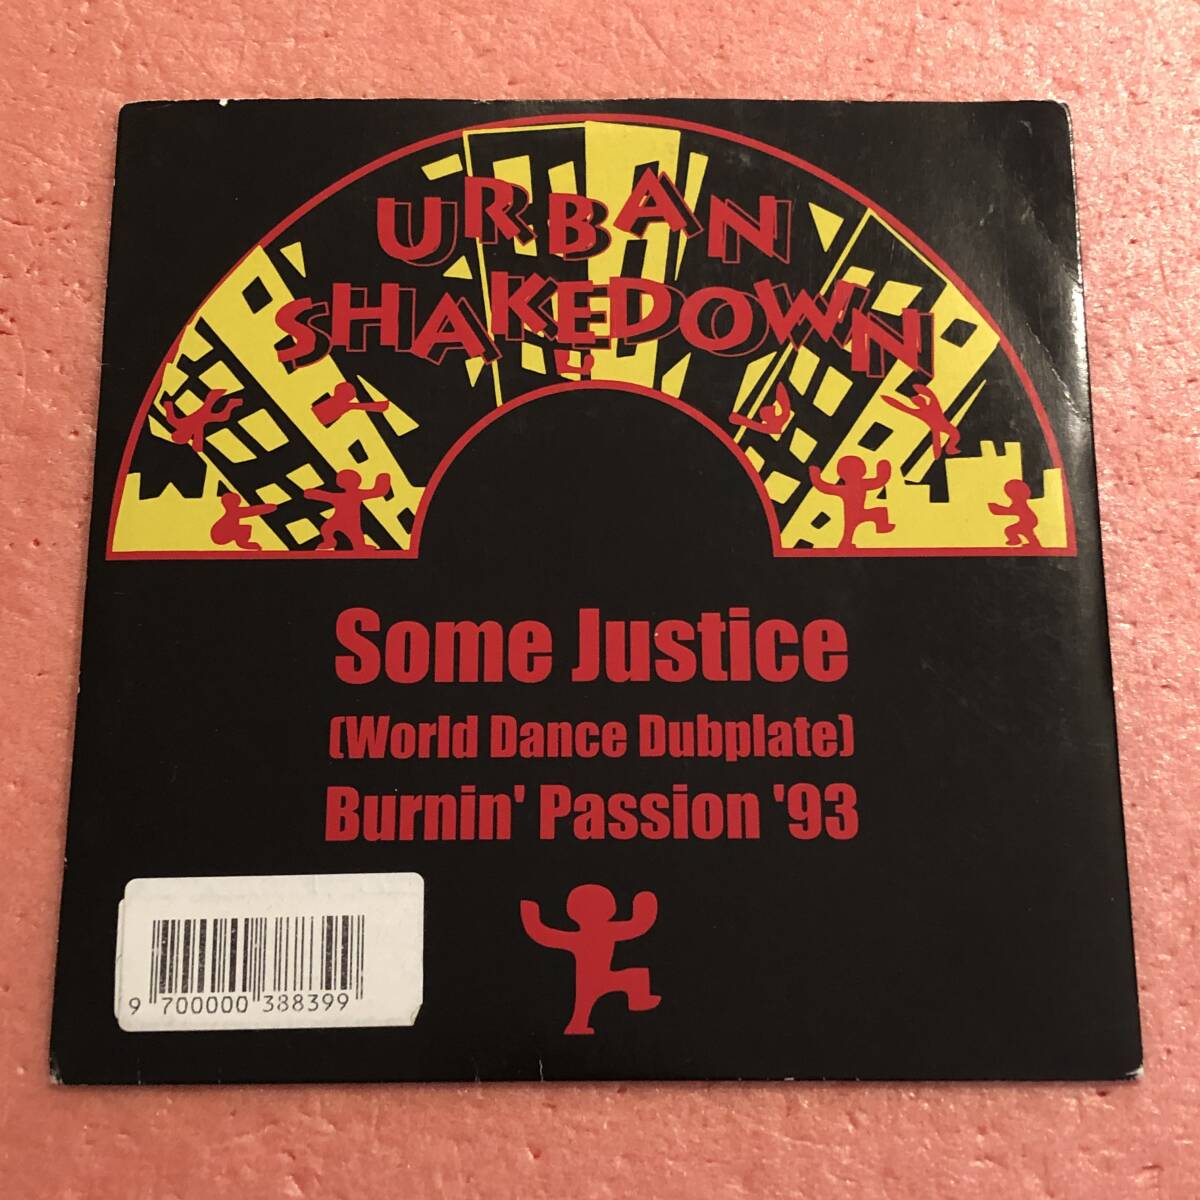 URBAN
SHAKEDOWN
Some Justice
(World Dance Dubplate)
Burnin' Passion '93
9 700000 388399